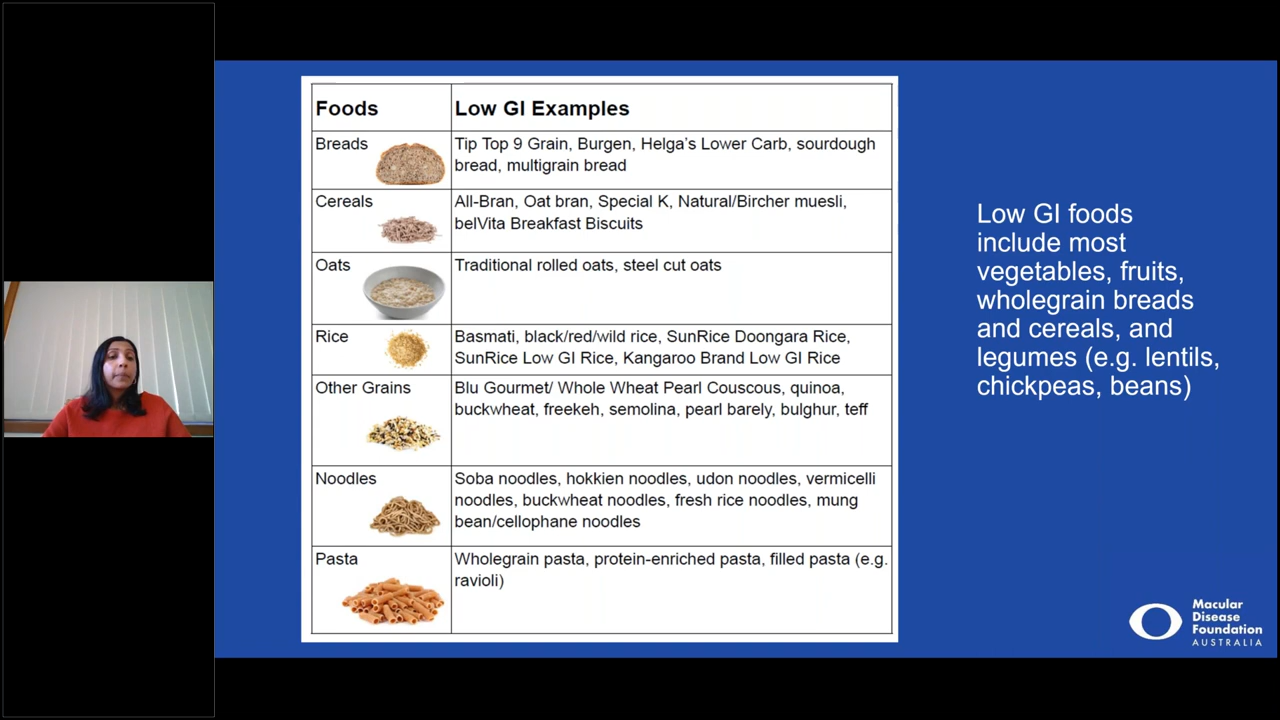 Foods
Low GI Examples
Breads
Tip Top 9 Grain, Burgen, Helga's Lower Carb, sourdough
bread, multigrain bread
Cereals
All-Bran, Oat bran, Special K, Natural/Bircher muesli,
belVita Breakfast Biscuits
Oats
Traditional rolled oats, steel cut oats
Rice
Basmati, black/red/wild rice, SunRice Doongara Rice,
SunRice Low GI Rice, Kangaroo Brand Low GI Rice
Other Grains
Blu Gourmet/ Whole Wheat Pearl Couscous, quinoa,
buckwheat, freekeh, semolina, pearl barely, bulghur, teff
Noodles
Soba noodles, hokkien noodles, udon noodles, vermicelli
noodles, buckwheat noodles, fresh rice noodles, mung
bean/cellophane noodles
Pasta
Wholegrain pasta, protein-enriched pasta, filled pasta (e.g.
ravioli)
Low GI foods
include most
vegetables, fruits,
wholegrain breads
and cereals, and
legumes (e.g. lentils,
chickpeas, beans)
Macular
Disease
Foundation
AUSTRALIA